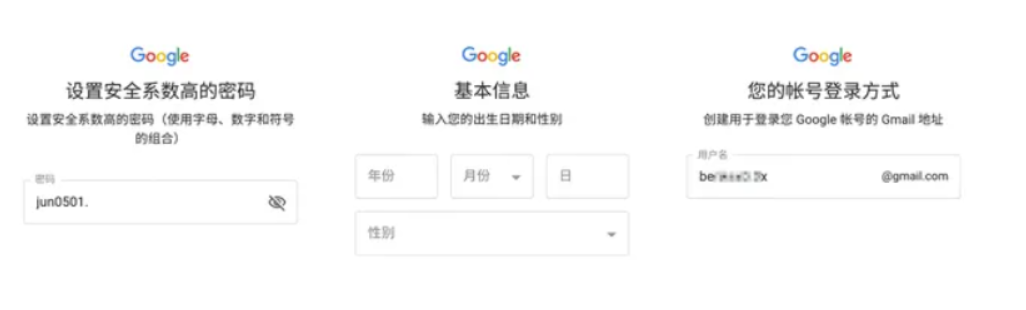 Google
设置安全系数高的密码
设置安全系数高的密码（使用字母、数字和符号
的组合）
密码
jun0501.
Google
基本信息
输入您的出生日期和性别
年份
月份
日
性别
Google
您的帐号登录方式
创建用于登录您 Google 帐号的 Gmail 地址
用户名
@gmail.com